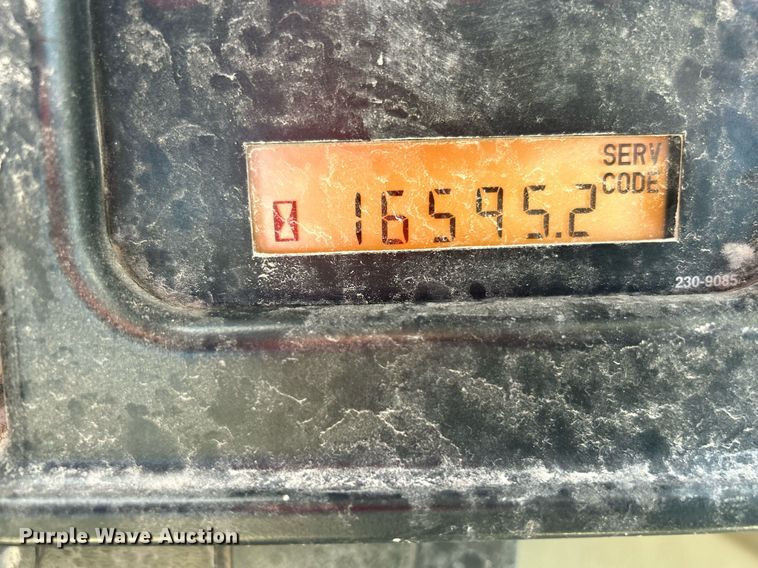 SERV
CODE
16595.2
230-9085
Purple Wave Auction